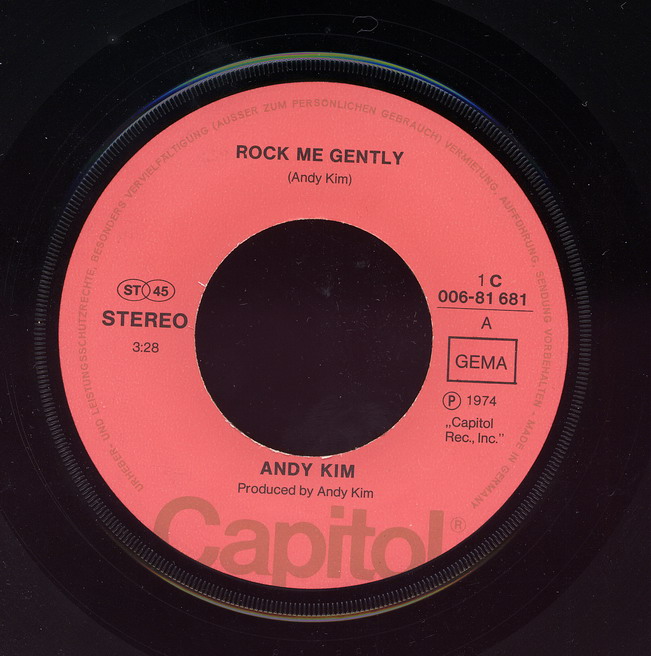 URHEBER- UND LEISTUNGSSCHUTZRECHTE, BESONDERS VERVIELFÄLTIGUNG (AUSSER ZUM PERSÖNLICHEN GEBRAUCH) VERMIETUNG, AUFFÜHRUNG, SENDUNG VORBEHALTEN · MADE IN GERMANY
ROCK ME GENTLY
(Andy Kim)
ST 45
STEREO
3:28
1 C
006-81 681
A
GEMA
Ⓟ 1974
„Capitol
Rec., Inc.”
ANDY KIM
Produced by Andy Kim
Capitol®